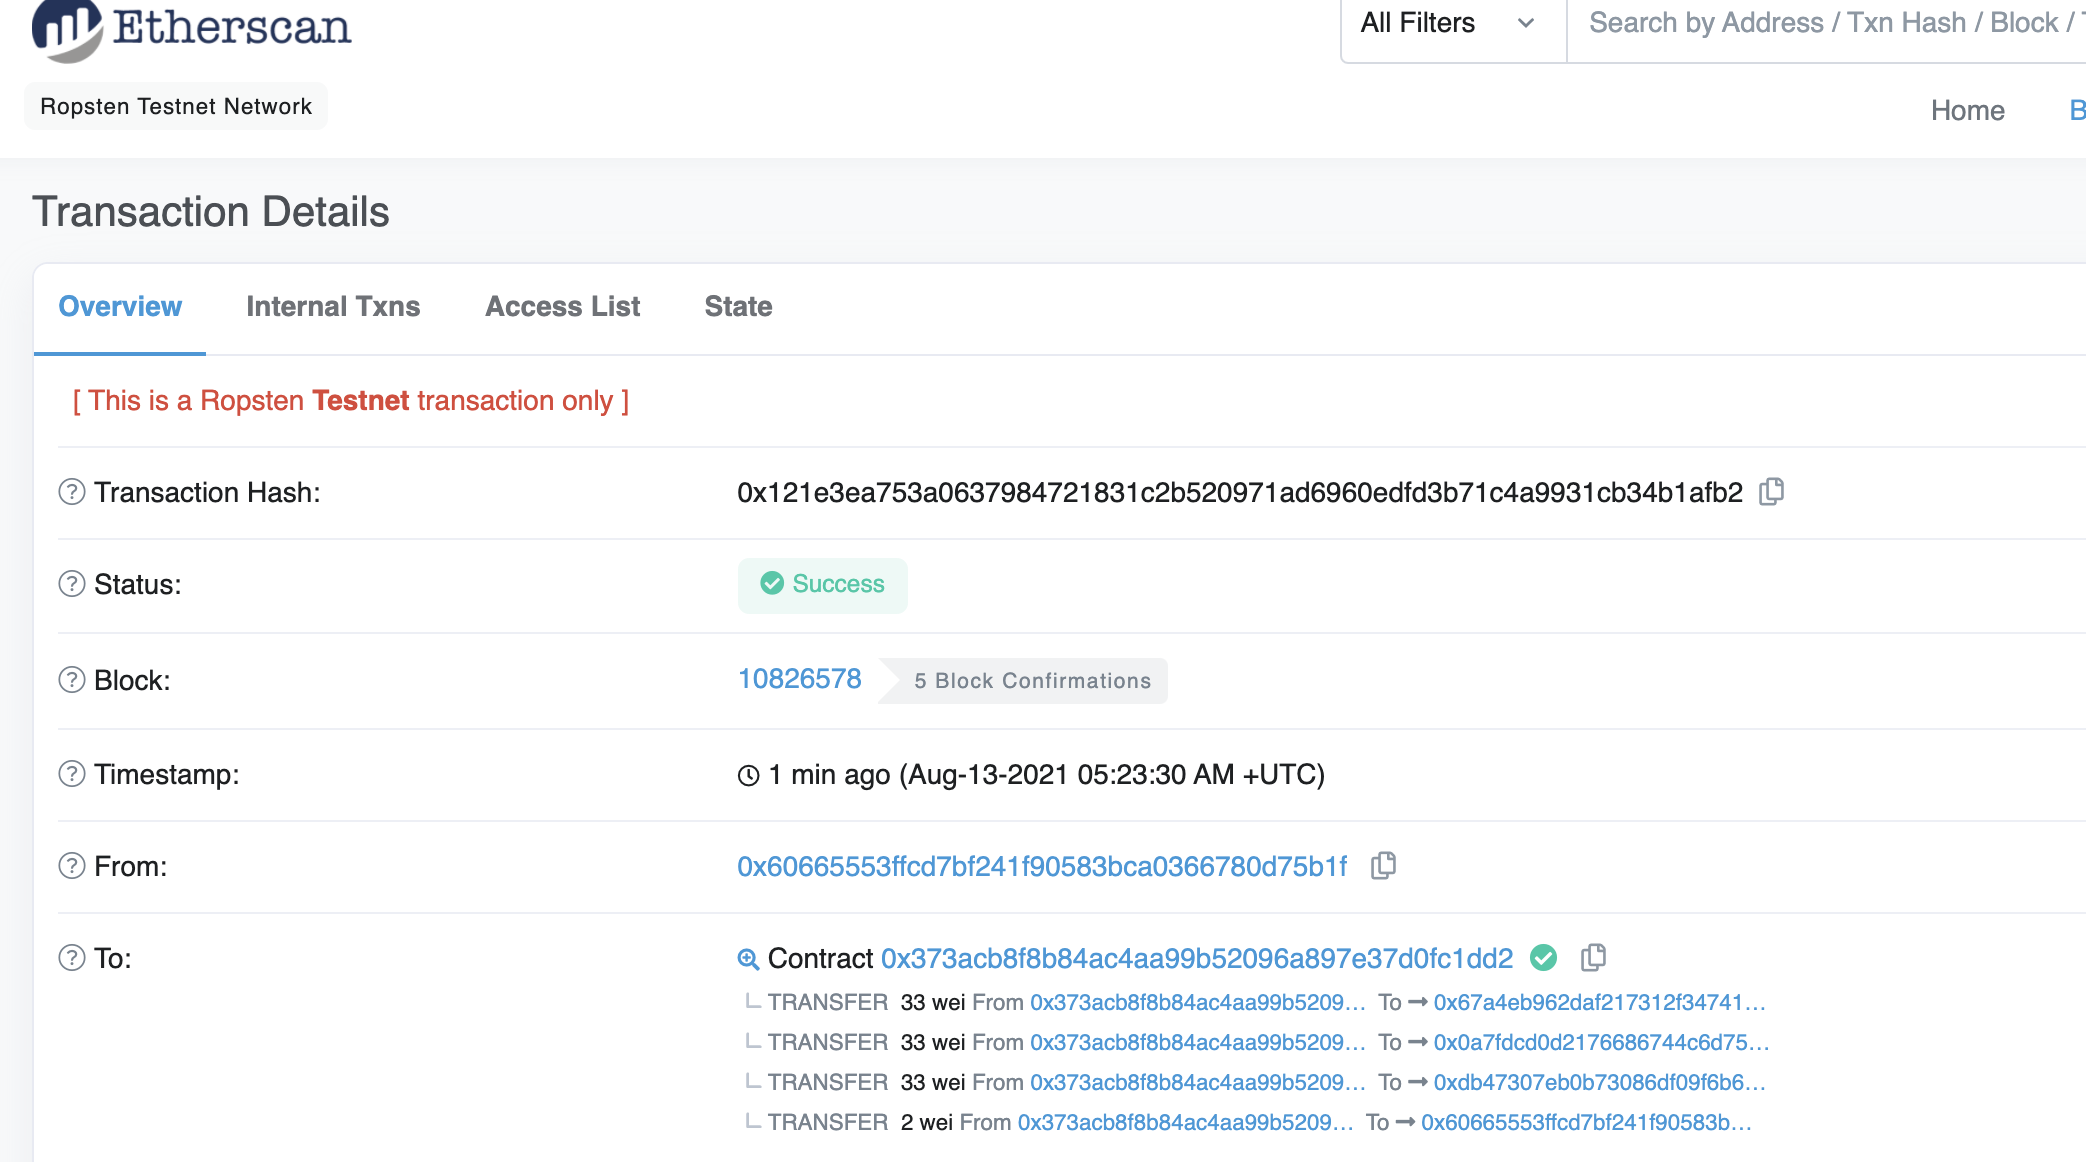 Etherscan
All Filters
Search by Address / Txn Hash / Block /
Ropsten Testnet Network
Home
Transaction Details
Overview Internal Txns Access List State
[ This is a Ropsten Testnet transaction only ]
Transaction Hash: 0x121e3ea753a0637984721831c2b520971ad6960edfd3b71c4a9931cb34b1afb2
Status: Success
Block: 10826578 5 Block Confirmations
Timestamp: 1 min ago (Aug-13-2021 05:23:30 AM +UTC)
From: 0x60665553ffcd7bf241f90583bca0366780d75b1f
To: Contract 0x373acb8f8b84ac4aa99b52096a897e37d0fc1dd2
TRANSFER 33 wei From 0x373acb8f8b84ac4aa99b5209… To 0x67a4eb962daf217312f34741…
TRANSFER 33 wei From 0x373acb8f8b84ac4aa99b5209… To 0x0a7fdcd0d2176686744c6d75…
TRANSFER 33 wei From 0x373acb8f8b84ac4aa99b5209… To 0xdb47307eb0b73086df09f6b6…
TRANSFER 2 wei From 0x373acb8f8b84ac4aa99b5209… To 0x60665553ffcd7bf241f90583b…